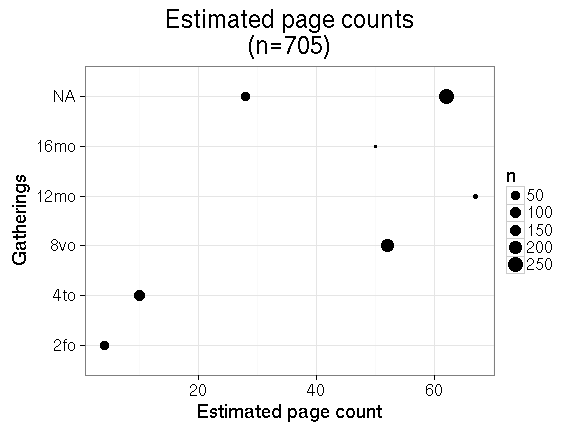 Estimated page counts
(n=705)
Gatherings
NA
16mo
12mo
8vo
4to
2fo
20 40 60
Estimated page count
n
50
100
150
200
250